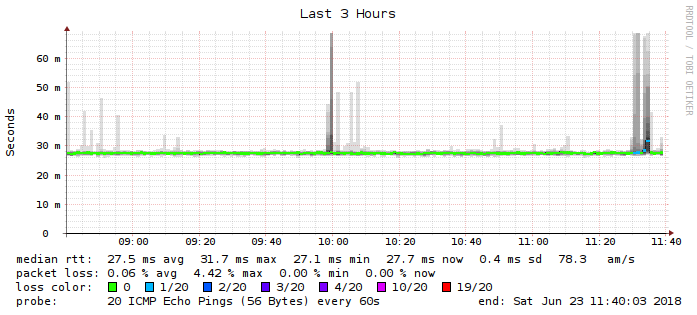 Last 3 Hours
RRDTOOL / TOBI OETIKER
Seconds
60 m
50 m
40 m
30 m
20 m
10 m
0
09:00 09:20 09:40 10:00 10:20 10:40 11:00 11:20 11:40
median rtt: 27.5 ms avg 31.7 ms max 27.1 ms min 27.7 ms now 0.4 ms sd 78.3 am/s
packet loss: 0.06 % avg 4.42 % max 0.00 % min 0.00 % now
loss color: 0 1/20 2/20 3/20 4/20 10/20 19/20
probe: 20 ICMP Echo Pings (56 Bytes) every 60s end: Sat Jun 23 11:40:03 2018